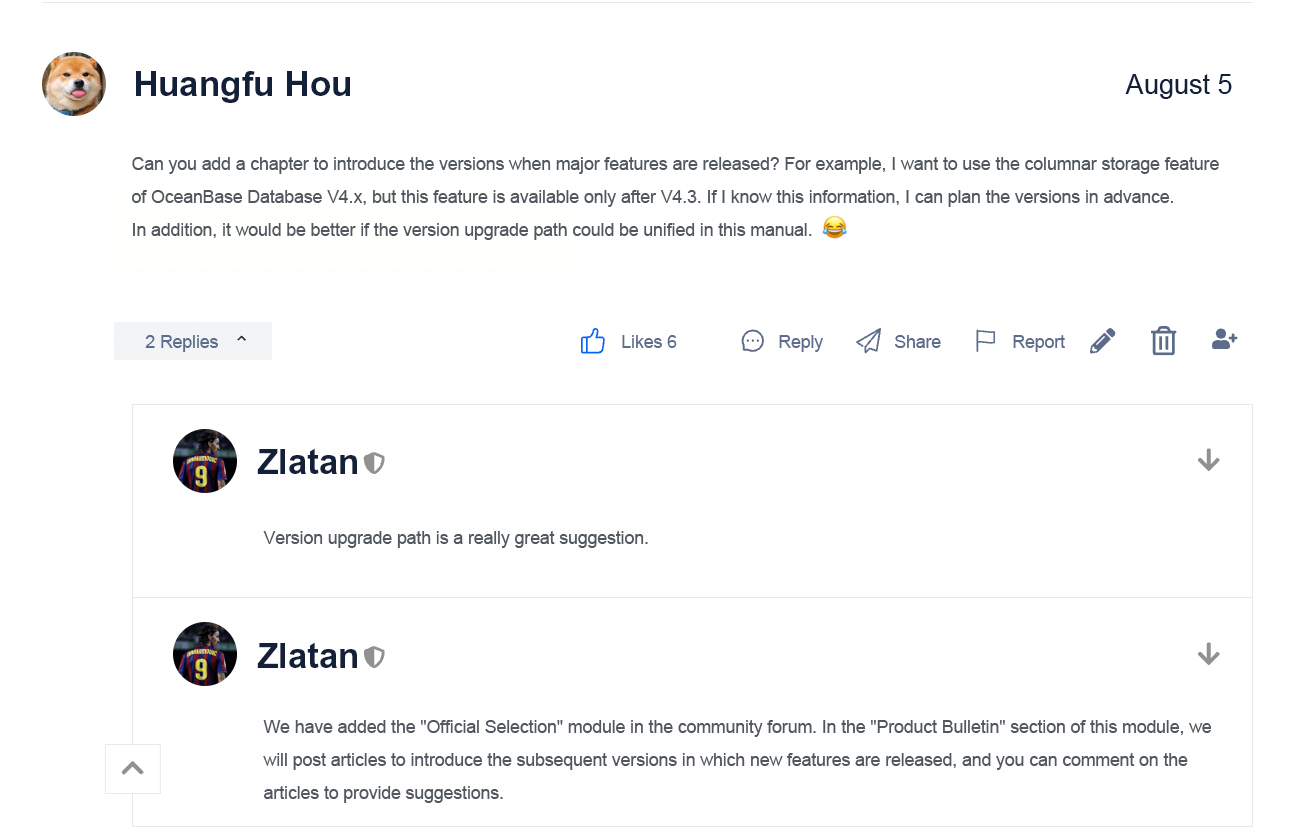 Huangfu Hou
August 5
Can you add a chapter to introduce the versions when major features are released? For example, I want to use the columnar storage feature
of OceanBase Database V4.x, but this feature is available only after V4.3. If I know this information, I can plan the versions in advance.
In addition, it would be better if the version upgrade path could be unified in this manual. 😂
2 Replies
Likes 6
Reply
Share
Report
9
Zlatan
Version upgrade path is a really great suggestion.
9
Zlatan
We have added the "Official Selection" module in the community forum. In the "Product Bulletin" section of this module, we
will post articles to introduce the subsequent versions in which new features are released, and you can comment on the
articles to provide suggestions.